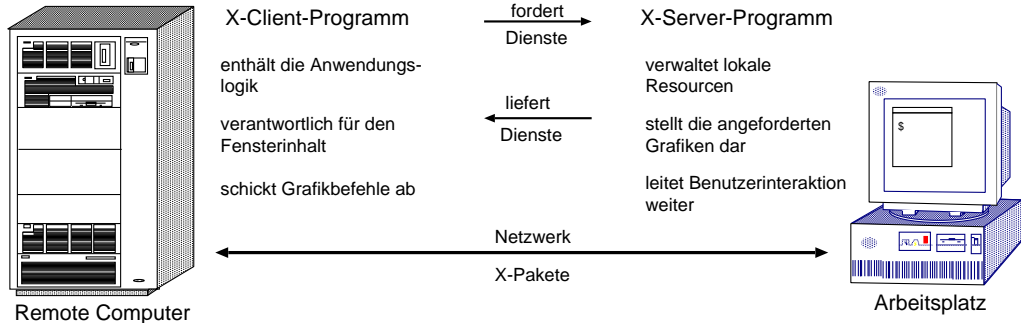 X-Client-Programm
fordert
Dienste
X-Server-Programm
enthält die Anwendungs-
logik
verantwortlich für den
Fensterinhalt
schickt Grafikbefehle ab
liefert
Dienste
verwaltet lokale
Resourcen
stellt die angeforderten
Grafiken dar
leitet Benutzerinteraktion
weiter
$
Netzwerk
X-Pakete
Remote Computer
Arbeitsplatz